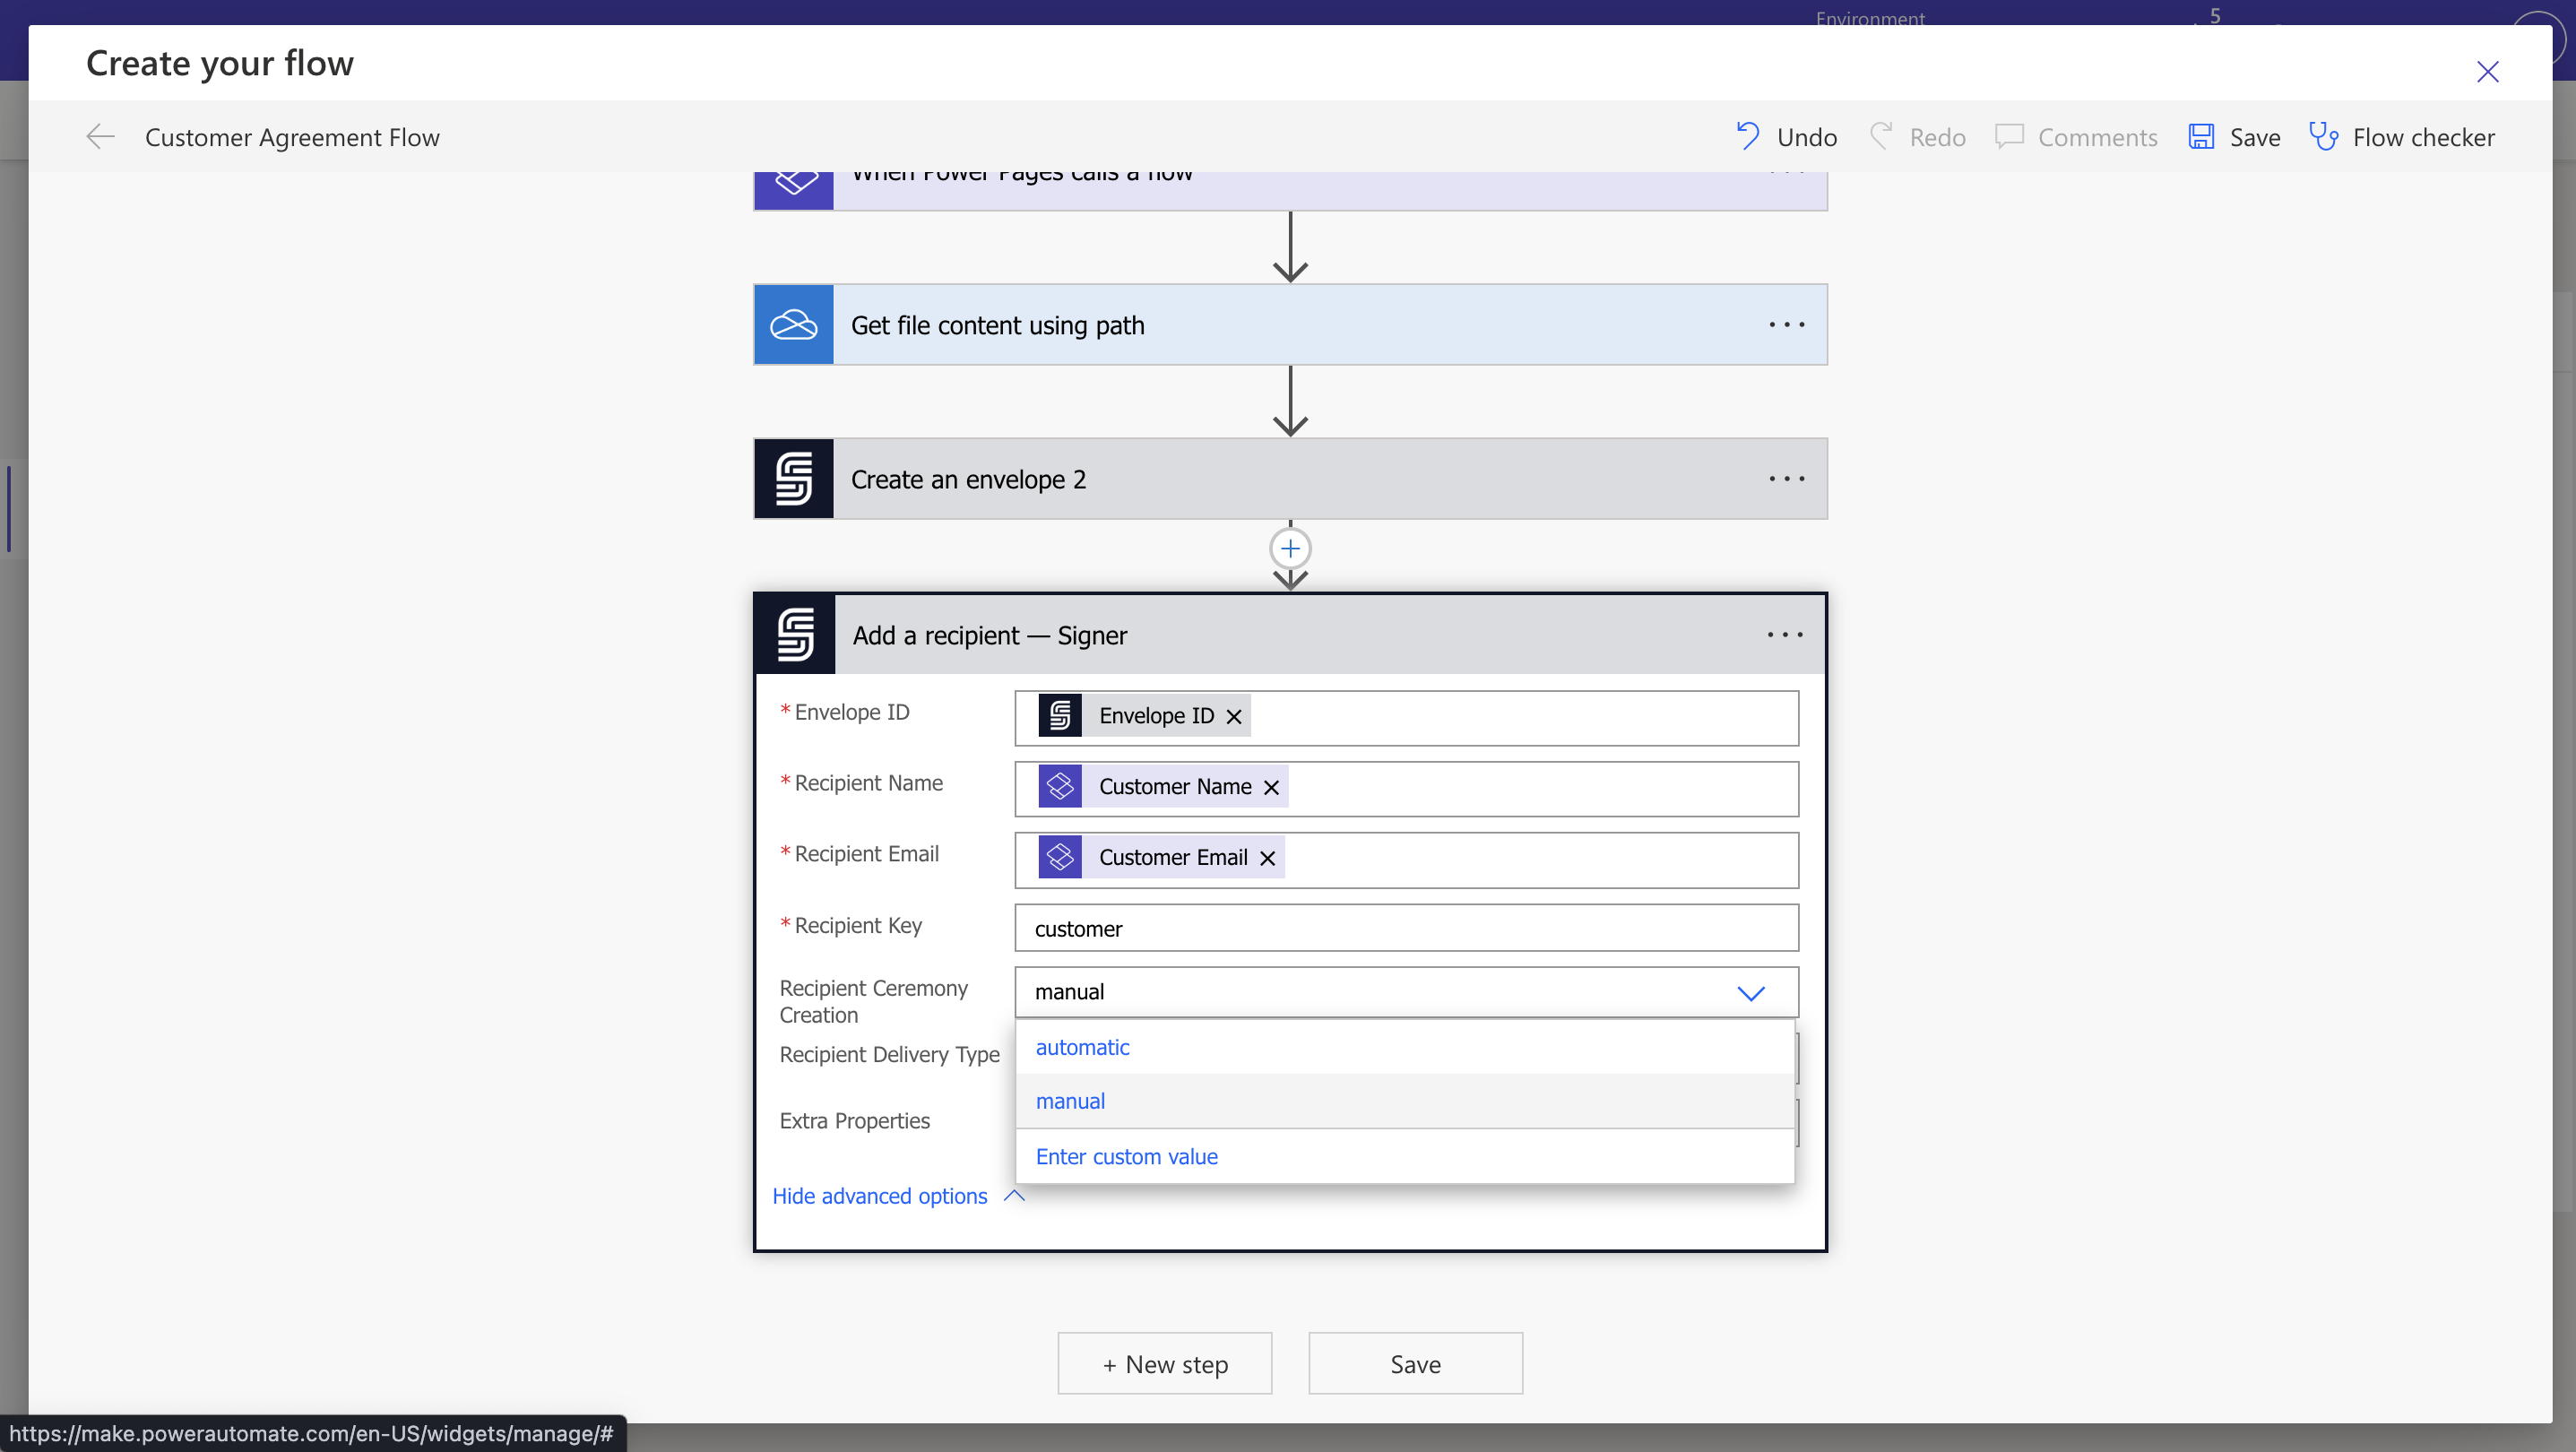 Environment
5
Create your flow
Customer Agreement Flow
Undo
Redo
Comments
Save
Flow checker
When Power Pages calls a flow
Get file content using path
Create an envelope 2
Add a recipient — Signer
* Envelope ID
Envelope ID
* Recipient Name
Customer Name
* Recipient Email
Customer Email
* Recipient Key
customer
Recipient Ceremony
Creation
manual
automatic
Recipient Delivery Type
manual
Extra Properties
Enter custom value
Hide advanced options
+ New step
Save
https://make.powerautomate.com/en-US/widgets/manage/#